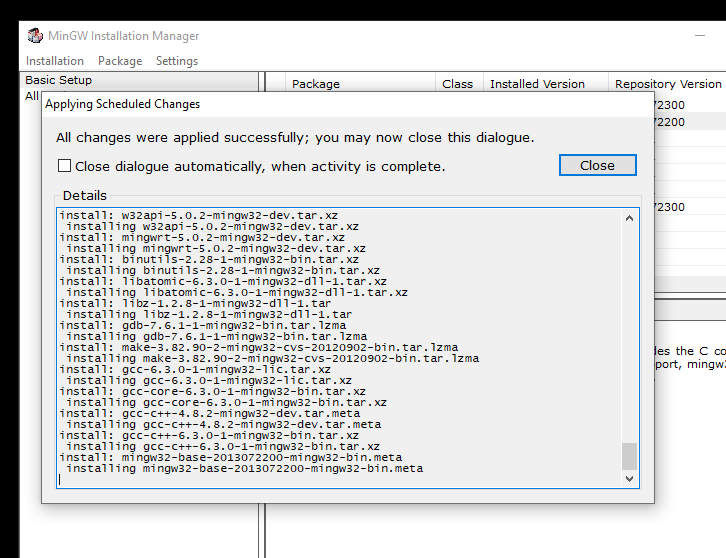 MinGW Installation Manager
Installation Package Settings
Basic Setup
Package Class Installed Version Repository Version
All
Applying Scheduled Changes
72300
All changes were applied successfully; you may now close this dialogue.
72200
Close dialogue automatically, when activity is complete.
Close
Details
72300
install: w32api-5.0.2-mingw32-dev.tar.xz
installing w32api-5.0.2-mingw32-dev.tar.xz
install: mingwrt-5.0.2-mingw32-dev.tar.xz
installing mingwrt-5.0.2-mingw32-dev.tar.xz
install: binutils-2.28-1-mingw32-bin.tar.xz
installing binutils-2.28-1-mingw32-bin.tar.xz
install: libatomic-6.3.0-1-mingw32-dll-1.tar.xz
installing libatomic-6.3.0-1-mingw32-dll-1.tar.xz
install: libz-1.2.8-1-mingw32-dll-1.tar
installing libz-1.2.8-1-mingw32-dll-1.tar
install: gdb-7.6.1-1-mingw32-bin.tar.lzma
installing gdb-7.6.1-1-mingw32-bin.tar.lzma
install: make-3.82.90-2-mingw32-cvs-20120902-bin.tar.lzma
installing make-3.82.90-2-mingw32-cvs-20120902-bin.tar.lzma
install: gcc-6.3.0-1-mingw32-lic.tar.xz
installing gcc-6.3.0-1-mingw32-lic.tar.xz
install: gcc-core-6.3.0-1-mingw32-bin.tar.xz
installing gcc-core-6.3.0-1-mingw32-bin.tar.xz
install: gcc-c++-4.8.2-mingw32-dev.tar.meta
installing gcc-c++-4.8.2-mingw32-dev.tar.meta
install: gcc-c++-6.3.0-1-mingw32-bin.tar.xz
installing gcc-c++-6.3.0-1-mingw32-bin.tar.xz
install: mingw32-base-2013072200-mingw32-bin.meta
installing mingw32-base-2013072200-mingw32-bin.meta
des the C co
port, mingw3